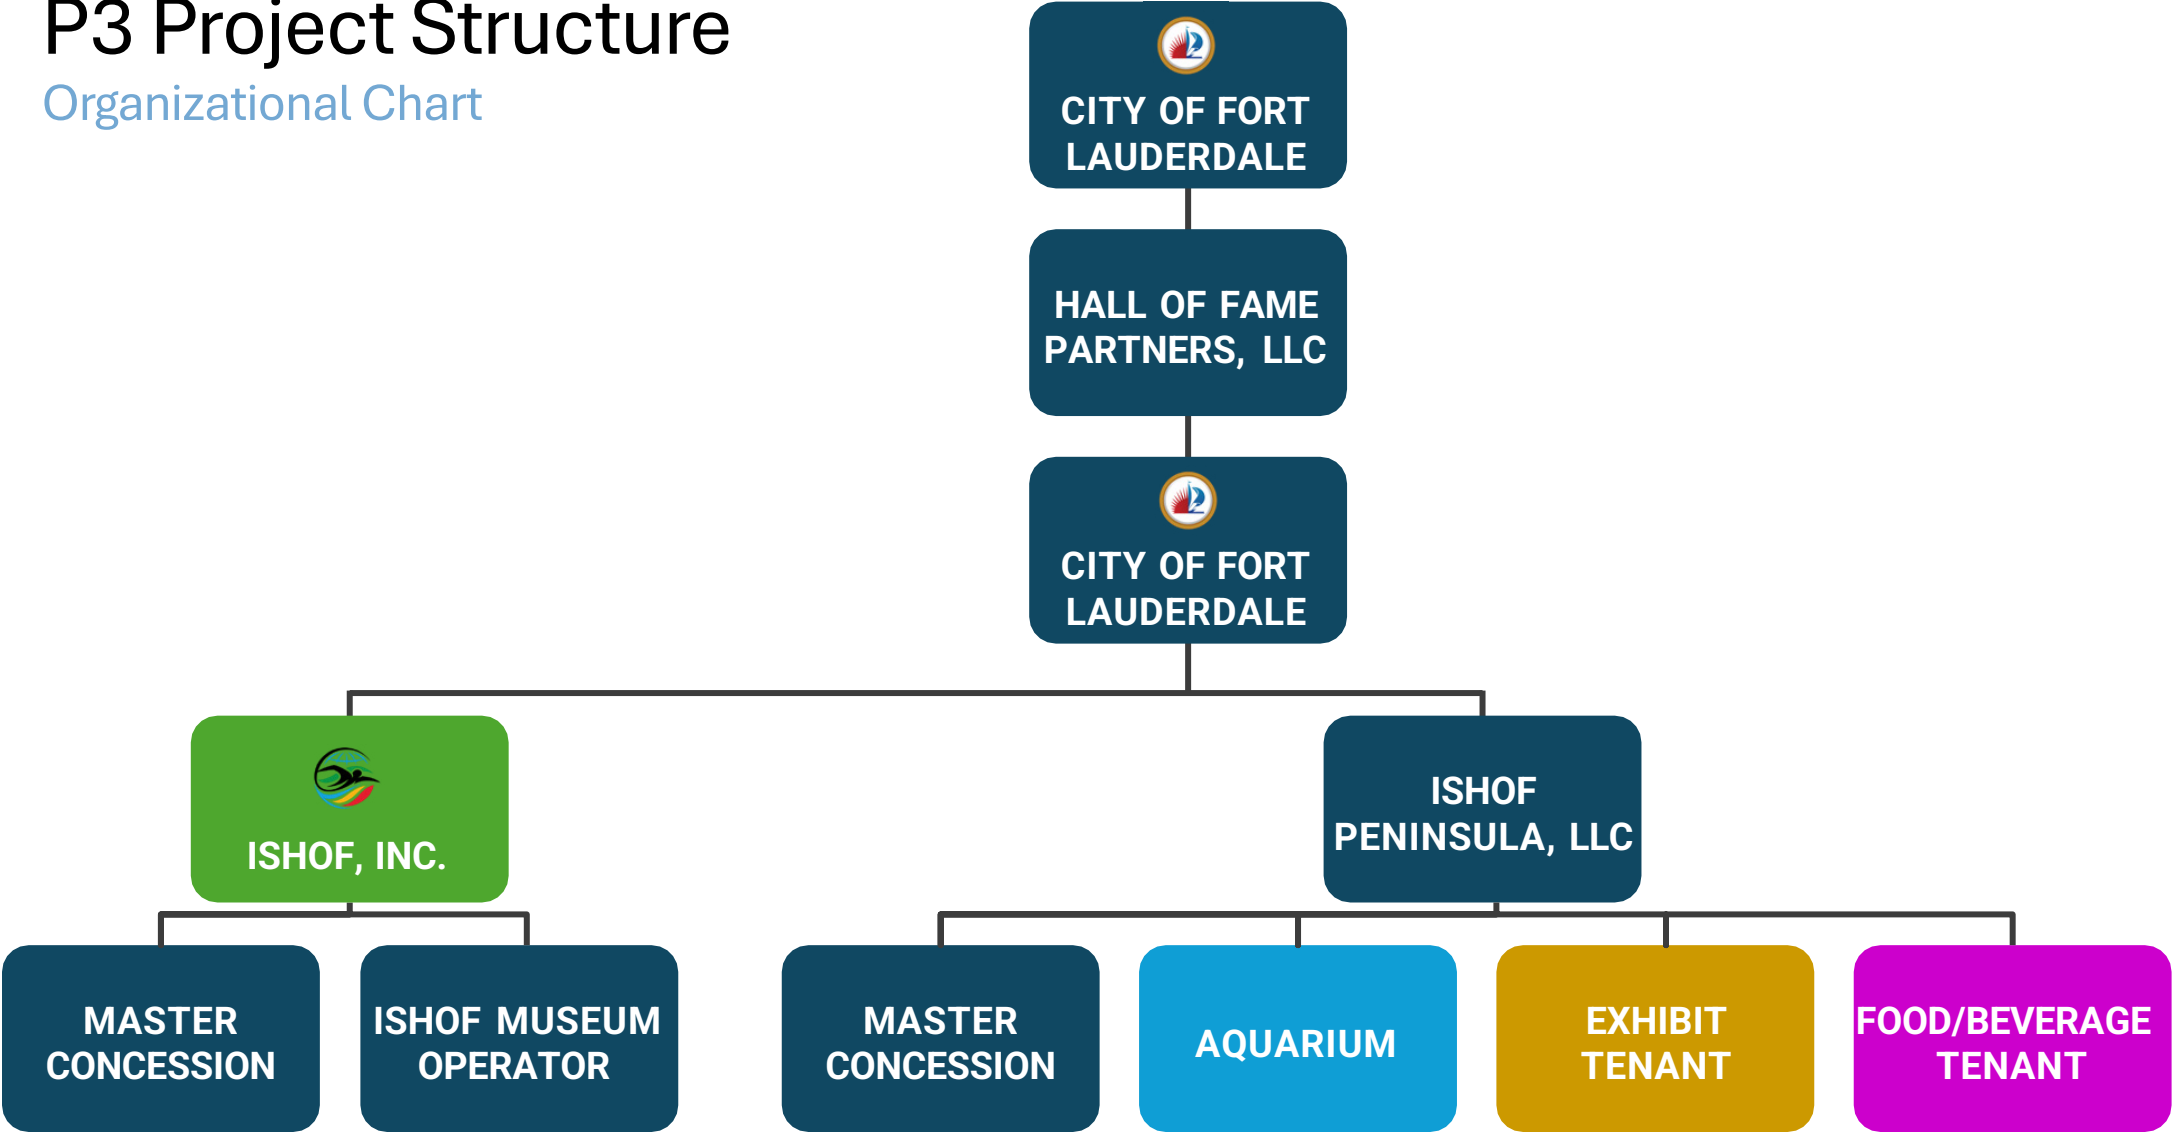 P3 Project Structure
Organizational Chart
CITY OF FORT
LAUDERDALE
HALL OF FAME
PARTNERS, LLC
CITY OF FORT
LAUDERDALE
ISHOF, INC.
ISHOF
PENINSULA, LLC
MASTER
CONCESSION
ISHOF MUSEUM
OPERATOR
MASTER
CONCESSION
AQUARIUM
EXHIBIT
TENANT
FOOD/BEVERAGE
TENANT